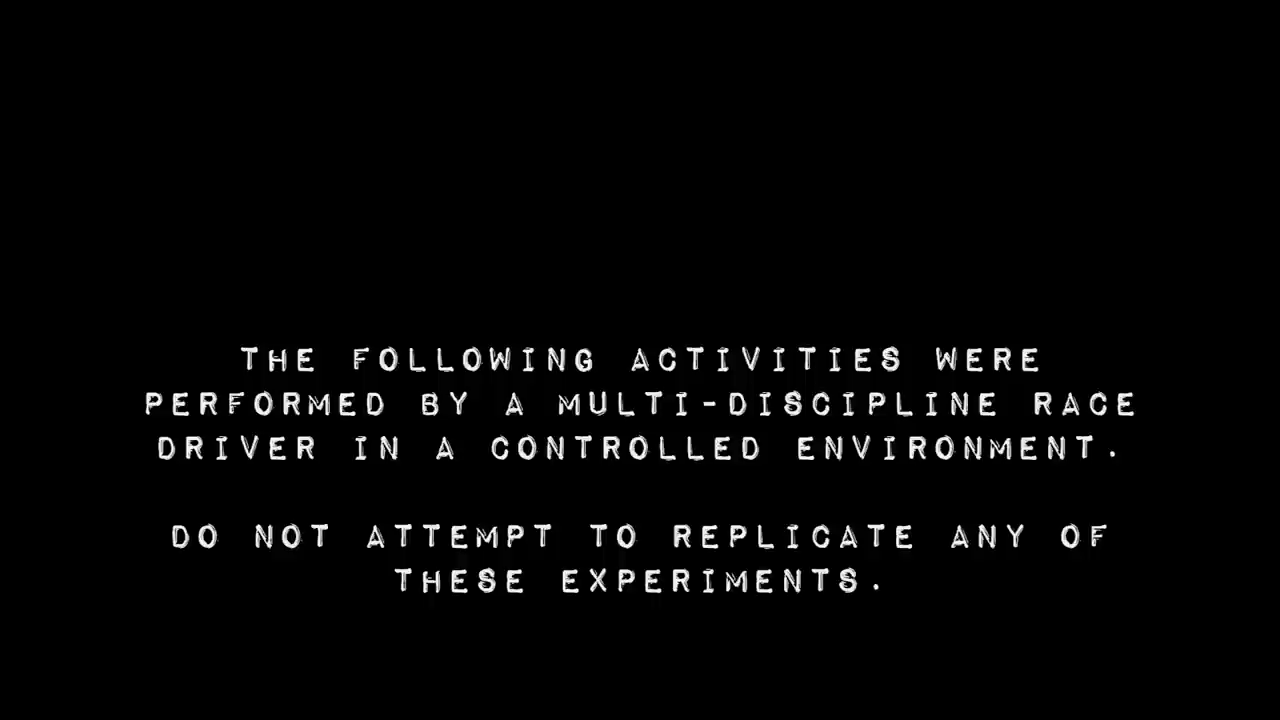 THE FOLLOWING ACTIVITIES WERE
PERFORMED BY A MULTI-DISCIPLINE RACE
DRIVER IN A CONTROLLED ENVIRONMENT.
DO NOT ATTEMPT TO REPLICATE ANY OF
THESE EXPERIMENTS.